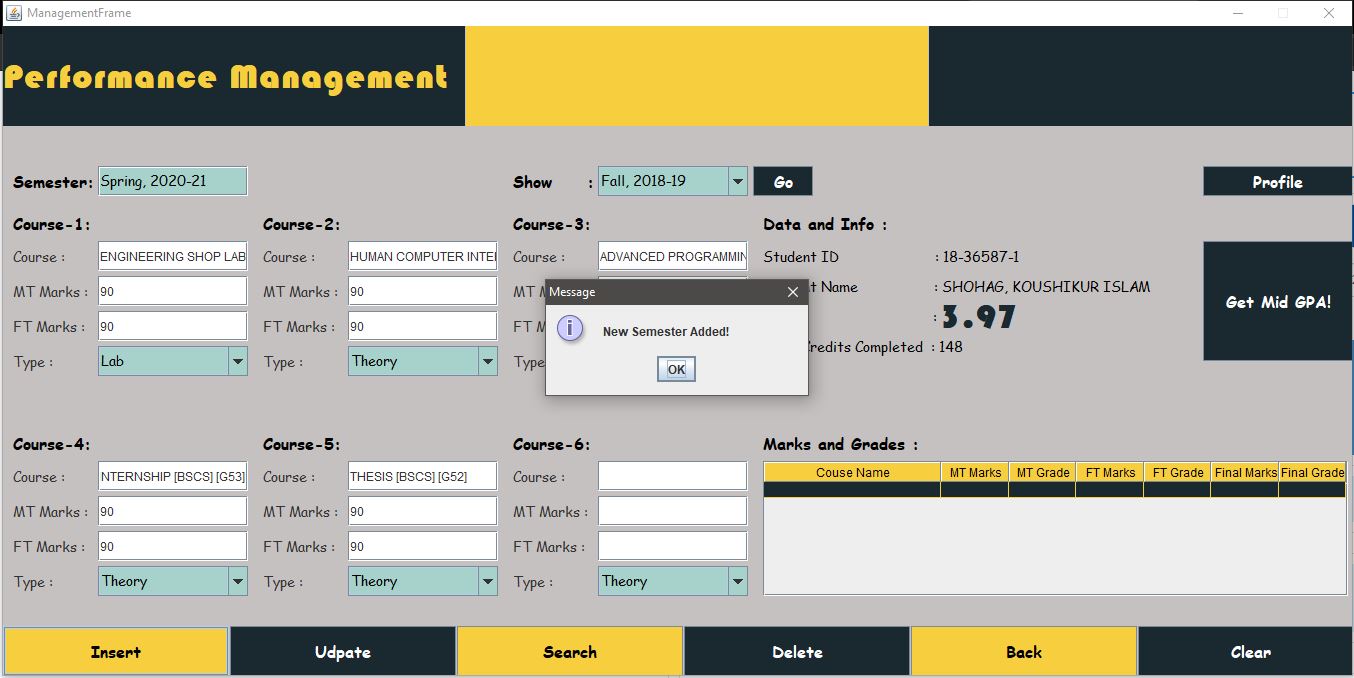 ManagementFrame
Performance Management
Semester: Spring, 2020-21 Show : Fall, 2018-19 Go Profile
Course-1: Course-2: Course-3: Data and Info :
Course : ENGINEERING SHOP LAB Course : HUMAN COMPUTER INTE Course : ADVANCED PROGRAMMIN Student ID : 18-36587-1
MT Marks : 90 MT Marks : 90 MT M t Name : SHOHAG, KOUSHIKUR ISLAM
Get Mid GPA!
FT Marks : 90 FT Marks : 90 FT M : 3.97
Type : Lab Type : Theory Type Credits Completed : 148
Message
New Semester Added!
OK
Course-4: Course-5: Course-6: Marks and Grades :
Course : NTERNSHIP [BSCS] [G53] Course : THESIS [BSCS] [G52] Course : Couse Name MT Marks MT Grade FT Marks FT Grade Final Marks Final Grade
MT Marks : 90 MT Marks : 90 MT Marks :
FT Marks : 90 FT Marks : 90 FT Marks :
Type : Theory Type : Theory Type : Theory
Insert Udpate Search Delete Back Clear